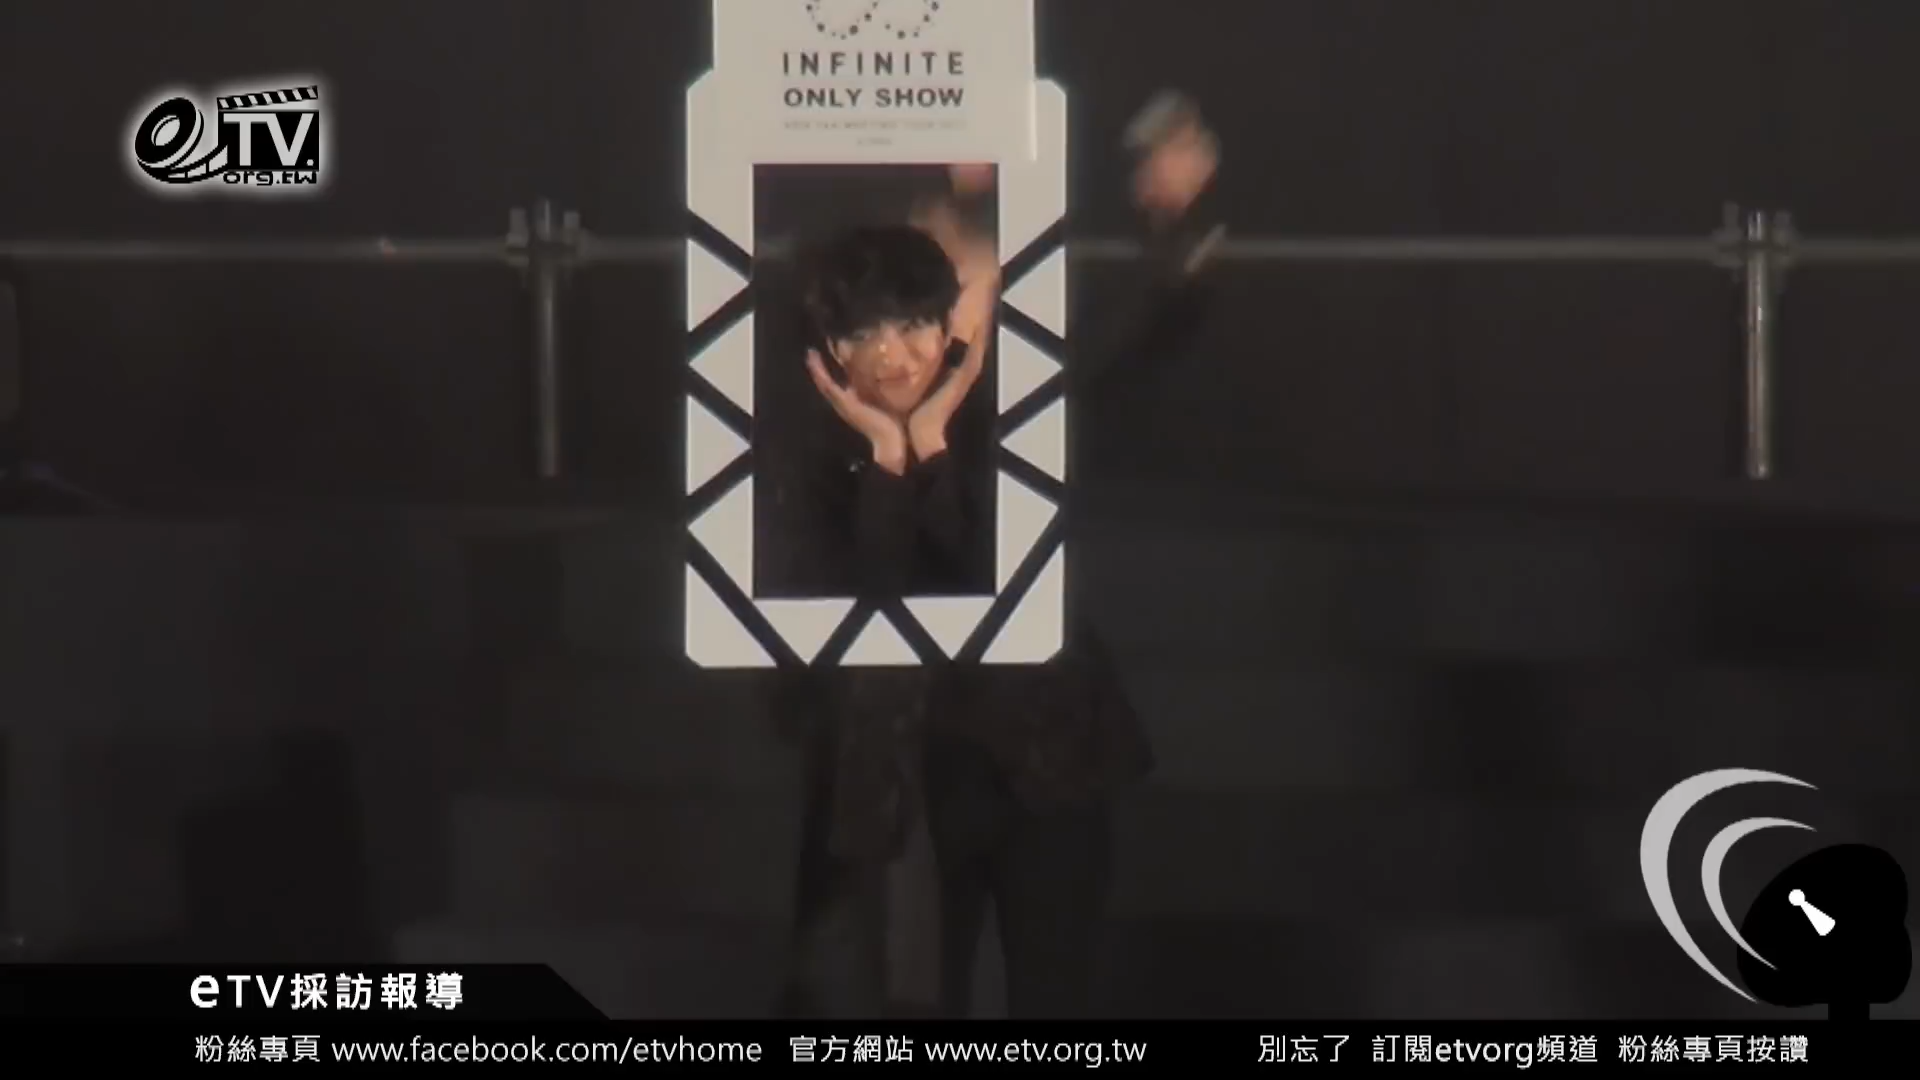 INFINITE
ONLY SHOW
eTV.
org.tw
eTV採訪報導
粉絲專頁 www.facebook.com/etvhome 官方網站 www.etv.org.tw 別忘了 訂閱etvorg頻道 粉絲專頁按讚